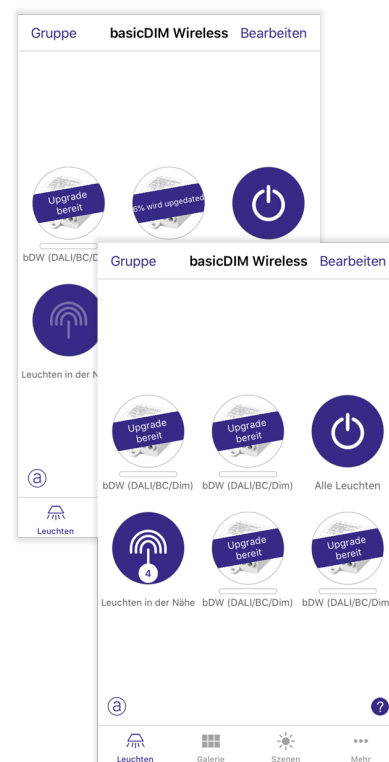 Gruppe basicDIM Wireless Bearbeiten
Upgrade
bereit
6% wird upgedated
bDW (DALI/BC/D
Leuchten in der N
a
Leuchten
Gruppe basicDIM Wireless Bearbeiten
Upgrade
bereit
Upgrade
bereit
bDW (DALI/BC/Dim) bDW (DALI/BC/Dim) Alle Leuchten
4
Upgrade
bereit
Upgrade
bereit
Leuchten in der Nähe bDW (DALI/BC/Dim) bDW (DALI/BC/Dim
a ?
Leuchten Galerie Szenen Mehr